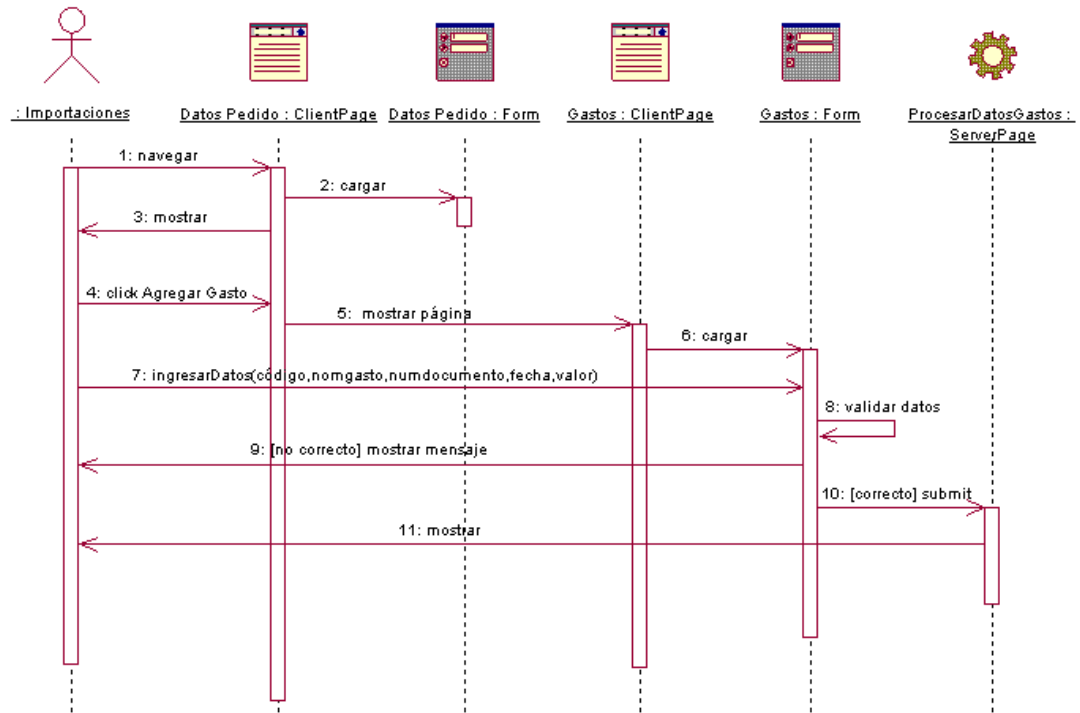 : Importaciones
Datos Pedido : ClientPage
Datos Pedido : Form
Gastos : ClientPage
Gastos : Form
ProcesarDatosGastos :
ServerPage
1: navegar
2: cargar
3: mostrar
4: click Agregar Gasto
5: mostrar página
6: cargar
7: ingresarDatos(código,nomgasto,numdocumento,fecha,valor)
8: validar datos
9: [no correcto] mostrar mensaje
10: [correcto] submit
11: mostrar